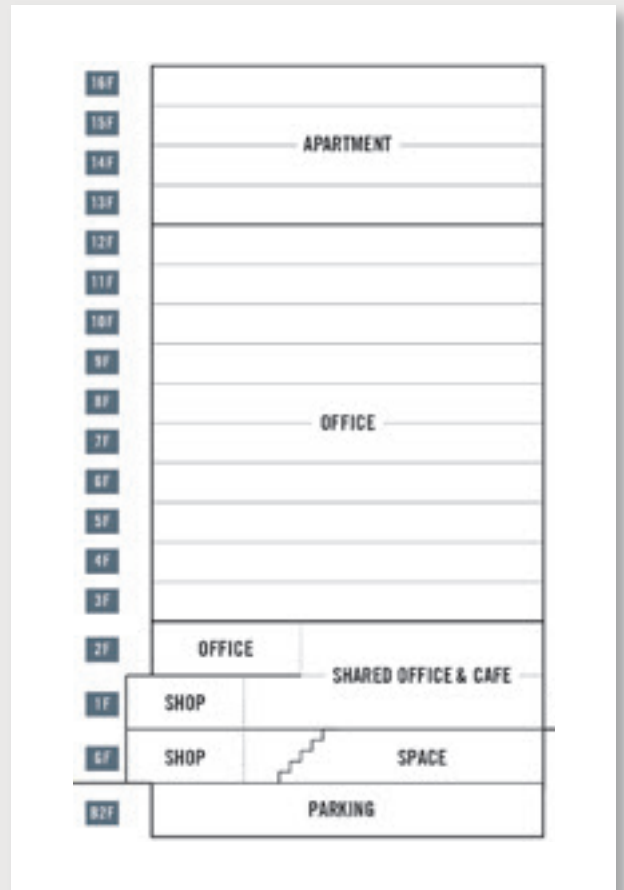 16F
15F
APARTMENT
14F
13F
12F
11F
10F
9F
8F
OFFICE
7F
6F
5F
4F
3F
2F OFFICE
SHARED OFFICE & CAFE
1F SHOP
GF SHOP SPACE
B2F PARKING